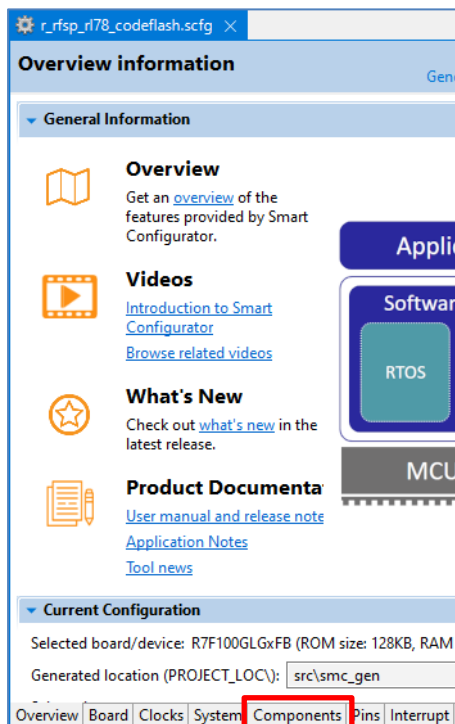 r_rfsp_rl78_codeflash.scfg
Overview information
Gen
General Information
Overview
Get an overview of the
features provided by Smart
Configurator.
Videos
Introduction to Smart
Configurator
Browse related videos
What's New
Check out what's new in the
latest release.
Product Documenta
User manual and release note
Application Notes
Tool news
Applic
Softwar
RTOS
MCU
Current Configuration
Selected board/device: R7F100GLGxFB (ROM size: 128KB, RAM
Generated location (PROJECT_LOC\): src\smc_gen
Overview Board Clocks System Components Pins Interrupt